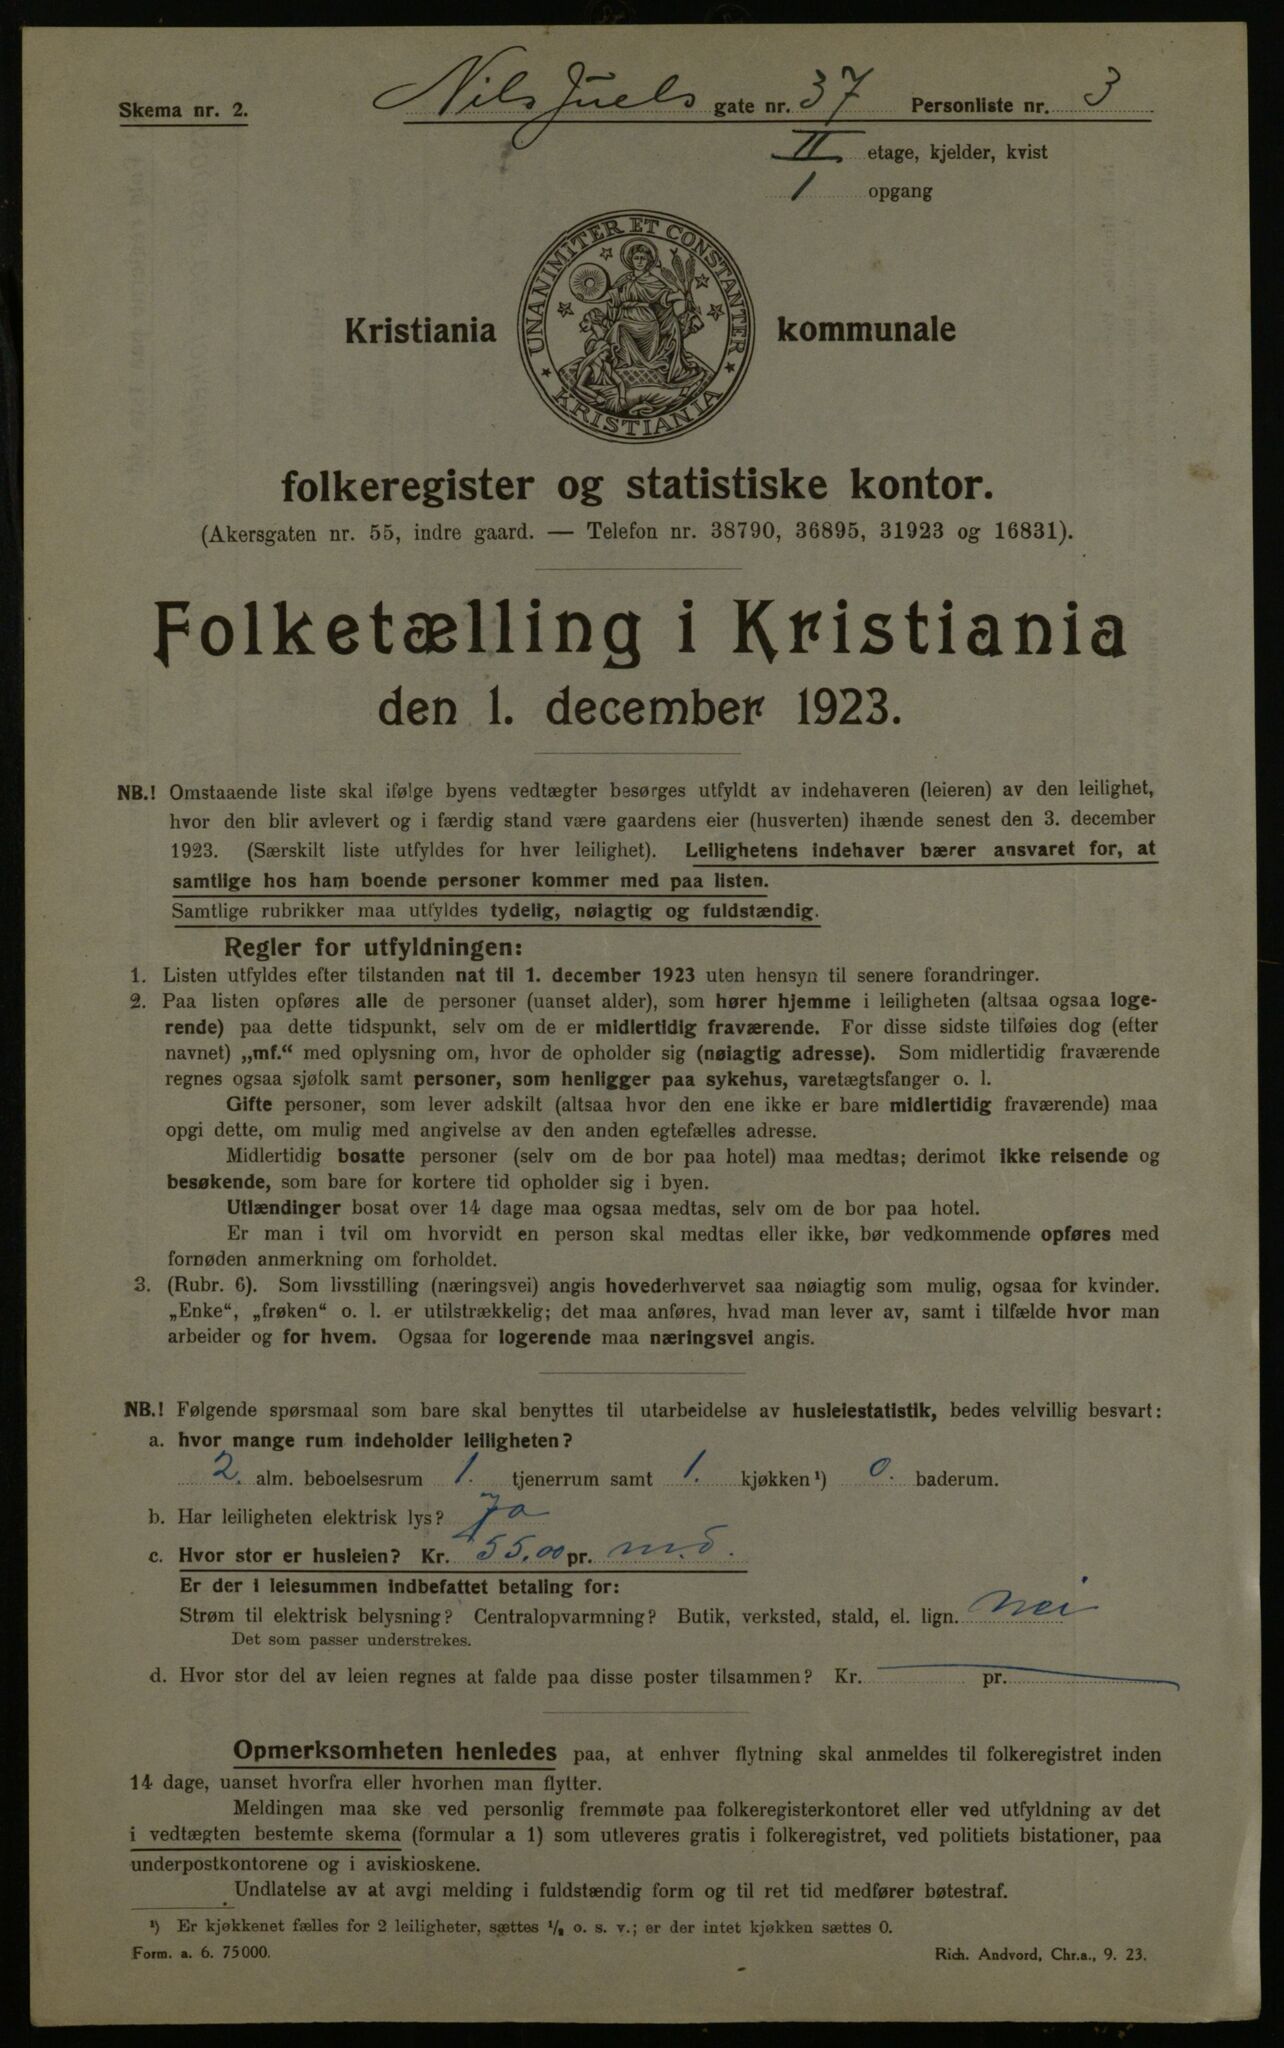 Skema nr. 2. Nils Juels gate nr. 37 Personliste nr. 3
II etage, kjelder, kvist
1 opgang
UNANIMITER ET CONSTANTER
KRISTIANIA
Kristiania kommunale
folkeregister og statistiske kontor.
(Akersgaten nr. 55, indre gaard. — Telefon nr. 38790, 36895, 31923 og 16831).
Folketælling i Kristiania
den 1. december 1923.
NB.! Omstaaende liste skal ifølge byens vedtægter besørges utfyldt av indehaveren (leieren) av den leilighet,
hvor den blir avlevert og i færdig stand være gaardens eier (husverten) ihænde senest den 3. december
1923. (Særskilt liste utfyldes for hver leilighet). Leilighetens indehaver bærer ansvaret for, at
samtlige hos ham boende personer kommer med paa listen.
Samtlige rubrikker maa utfyldes tydelig, nøiagtig og fuldstændig.
Regler for utfyldningen:
1. Listen utfyldes efter tilstanden nat til 1. december 1923 uten hensyn til senere forandringer.
2. Paa listen opføres alle de personer (uanset alder), som hører hjemme i leiligheten (altsaa ogsaa loge-
rende) paa dette tidspunkt, selv om de er midlertidig fraværende. For disse sidste tilføies dog (efter
navnet) „mf.“ med oplysning om, hvor de opholder sig (nøiagtig adresse). Som midlertidig fraværende
regnes ogsaa sjøfolk samt personer, som henligger paa sykehus, varetægtsfanger o. l.
Gifte personer, som lever adskilt (altsaa hvor den ene ikke er bare midlertidig fraværende) maa
opgi dette, om mulig med angivelse av den anden egtefælles adresse.
Midlertidig bosatte personer (selv om de bor paa hotel) maa medtas; derimot ikke reisende og
besøkende, som bare for kortere tid opholder sig i byen.
Utlændinger bosat over 14 dage maa ogsaa medtas, selv om de bor paa hotel.
Er man i tvil om hvorvidt en person skal medtas eller ikke, bør vedkommende opføres med
fornøden anmerkning om forholdet.
3. (Rubr. 6). Som livsstilling (næringsvei) angis hovederhvervet saa nøiagtig som mulig, ogsaa for kvinder.
„Enke“, „frøken“ o. l. er utilstrækkelig; det maa anføres, hvad man lever av, samt i tilfælde hvor man
arbeider og for hvem. Ogsaa for logerende maa næringsvei angis.
NB.! Følgende spørsmaal som bare skal benyttes til utarbeidelse av husleiestatistik, bedes velvillig besvart:
a. hvor mange rum indeholder leiligheten?
2. alm. beboelsesrum 1. tjenerrum samt 1. kjøkken ¹) 0. baderum.
b. Har leiligheten elektrisk lys? Ja
c. Hvor stor er husleien? Kr. 55.00 pr. md.
Er der i leiesummen indbefattet betaling for:
Strøm til elektrisk belysning? Centralopvarmning? Butik, verksted, stald, el. lign. Nei
Det som passer understrekes.
d. Hvor stor del av leien regnes at falde paa disse poster tilsammen? Kr. pr.
Opmerksomheten henledes paa, at enhver flytning skal anmeldes til folkeregistret inden
14 dage, uanset hvorfra eller hvorhen man flytter.
Meldingen maa ske ved personlig fremmøte paa folkeregisterkontoret eller ved utfyldning av det
i vedtægten bestemte skema (formular a 1) som utleveres gratis i folkeregistret, ved politiets bistationer, paa
underpostkontorene og i aviskioskene.
Undlatelse av at avgi melding i fuldstændig form og til ret tid medfører bøtestraf.
¹) Er kjøkkenet fælles for 2 leiligheter, sættes ½ o. s. v.; er der intet kjøkken sættes 0.
Form. a. 6. 75000. Rich. Andvord, Chr.a., 9. 23.